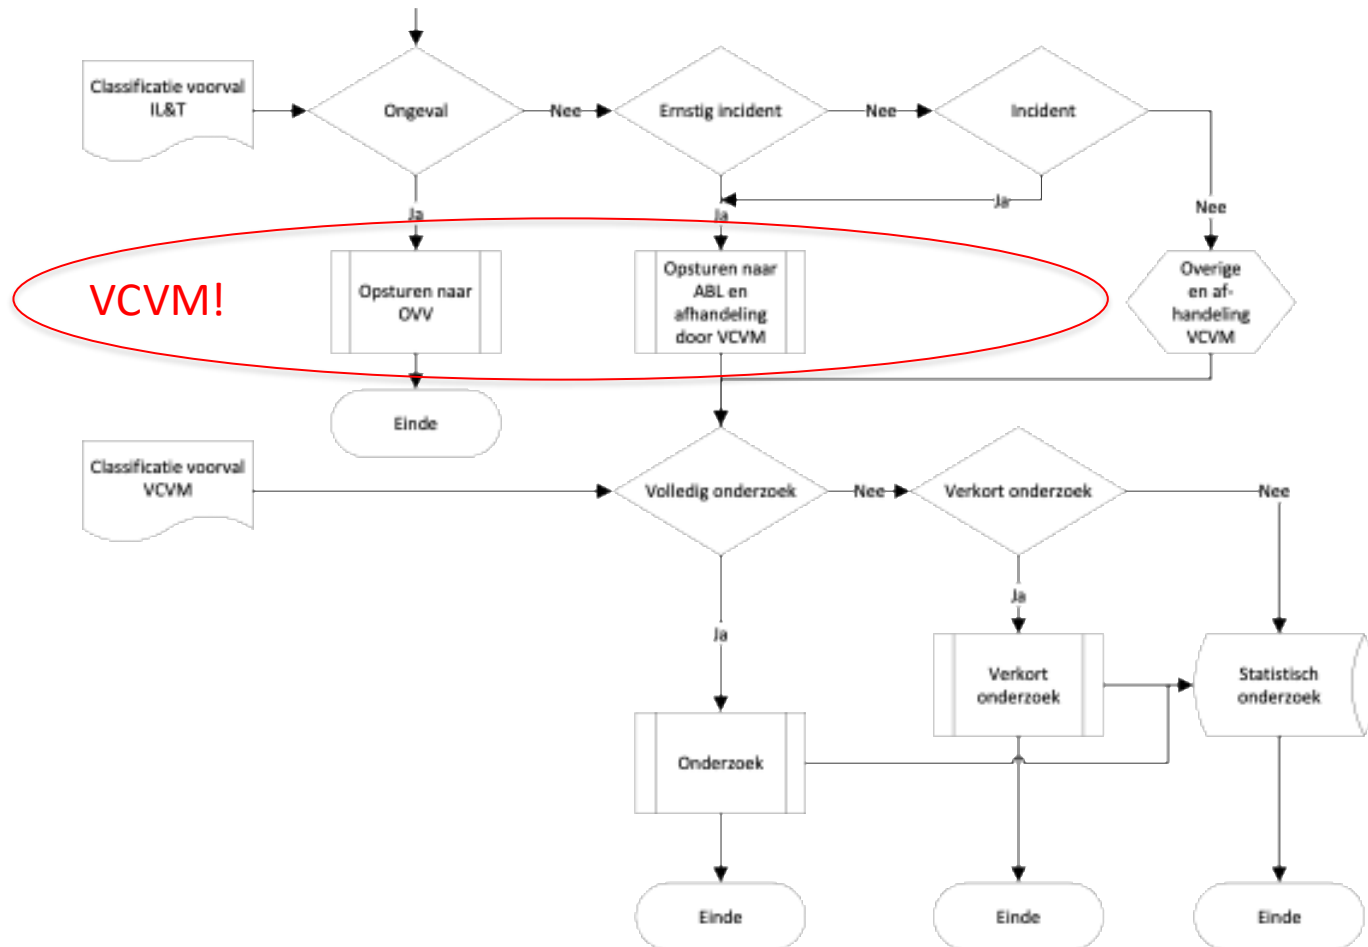 Classificatie voorval
IL&T
Ongeval
Nee
Ernstig incident
Nee
Incident
Ja
Ja
Ja
Nee
VCVM!
Opsturen naar
OVV
Opsturen naar
ABL en
afhandeling
door VCVM
Overige
en af-
handeling
VCVM
Einde
Classificatie voorval
VCVM
Volledig onderzoek
Nee
Verkort onderzoek
Nee
Ja
Ja
Verkort
onderzoek
Statistisch
onderzoek
Onderzoek
Einde
Einde
Einde